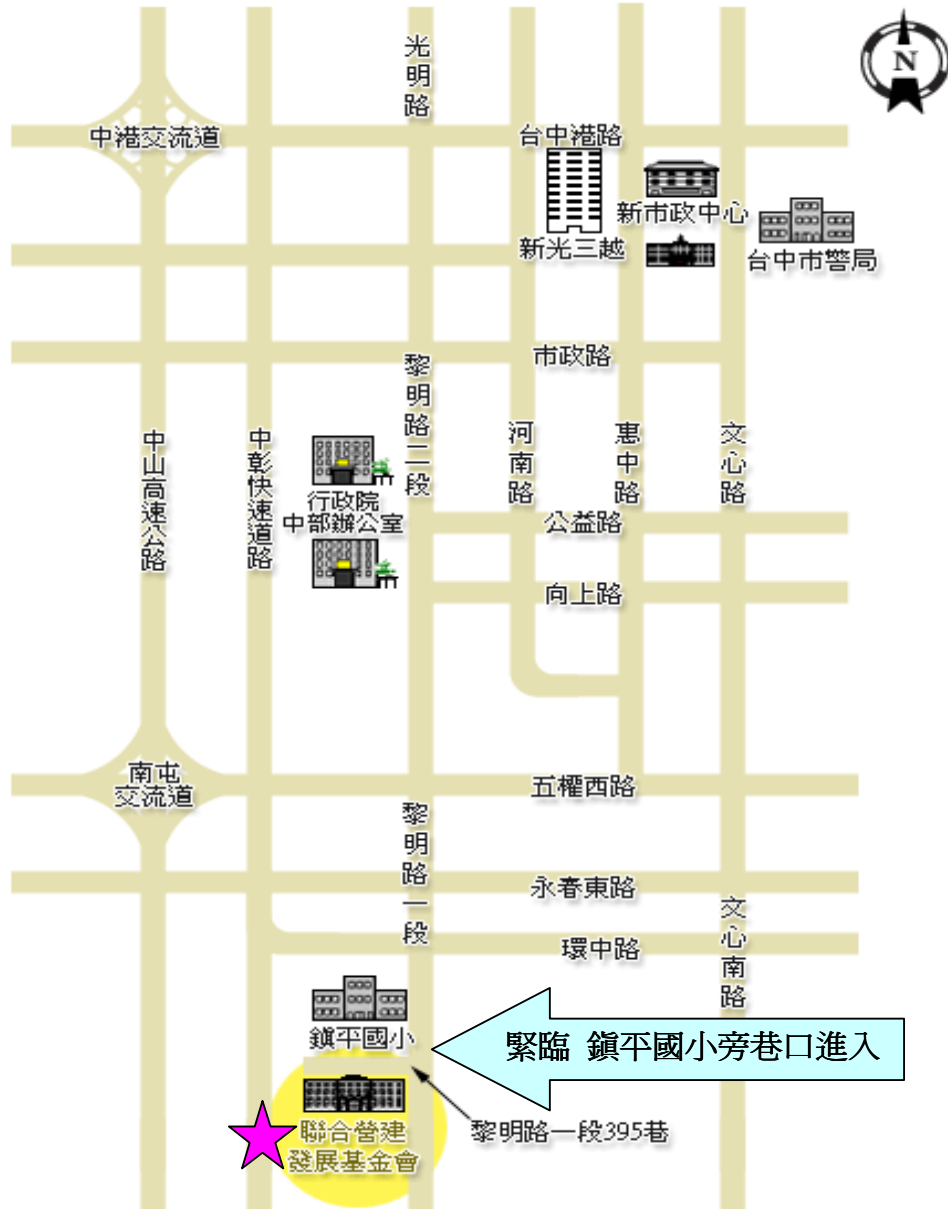 光明路
N
中港交流道
台中港路
新光三越
新市政中心
台中市警局
市政路
黎明路二段
中山高速公路
中彰快速道路
河南路
惠中路
文心路
行政院
中部辦公室
公益路
向上路
南屯
交流道
五權西路
黎明路一段
永春東路
文心南路
環中路
鎮平國小
緊臨 鎮平國小旁巷口進入
黎明路一段395巷
聯合營建
發展基金會